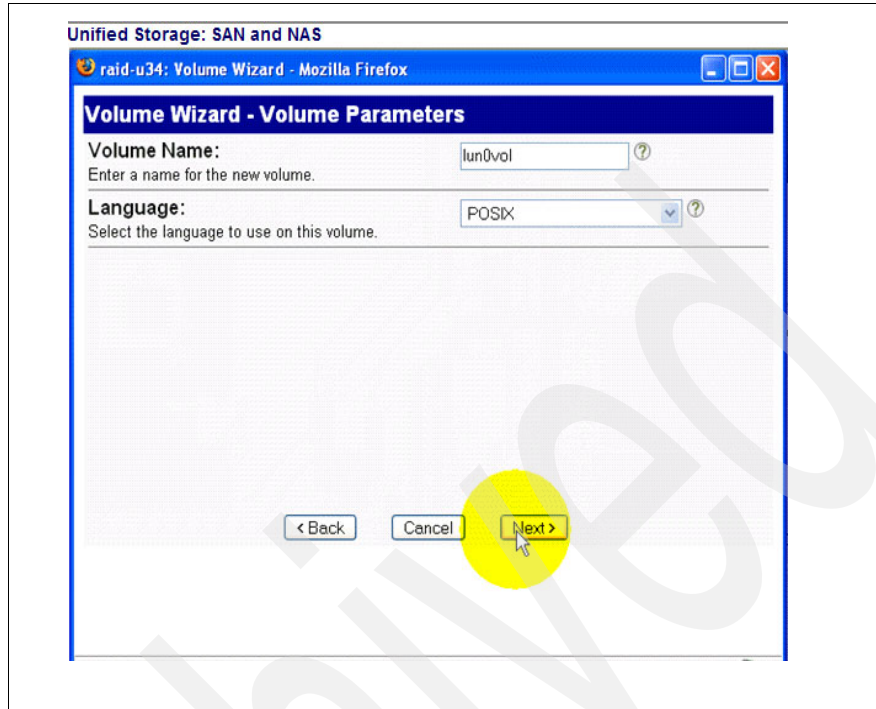 Unified Storage: SAN and NAS
raid-u34: Volume Wizard - Mozilla Firefox
Volume Wizard - Volume Parameters
Volume Name:
Enter a name for the new volume.
lun0vol ?
Language:
Select the language to use on this volume.
POSIX ?
< Back Cancel Next >